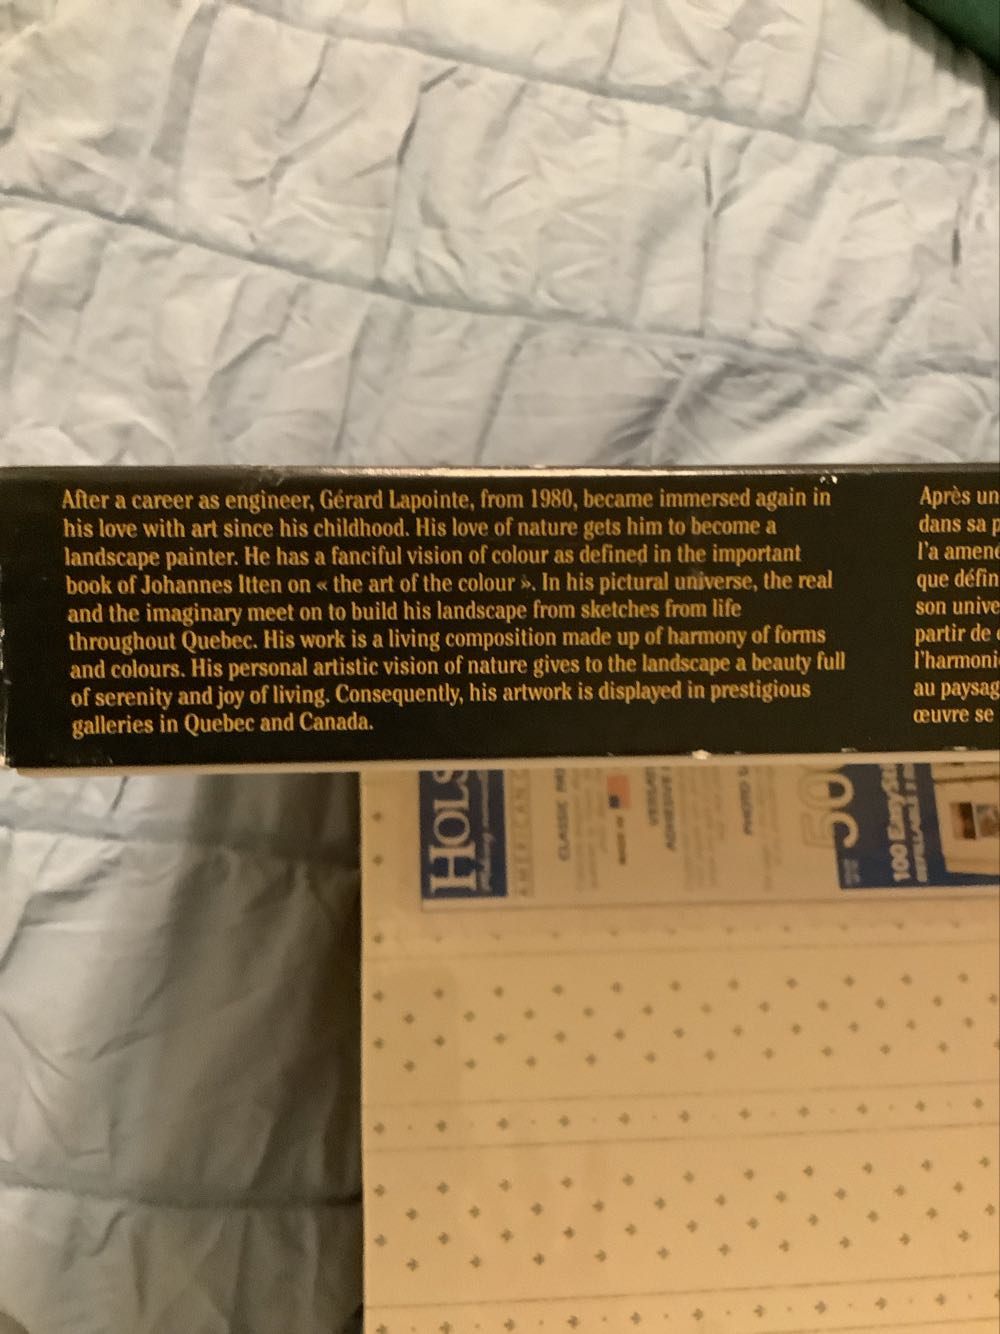 After a career as engineer, Gérard Lapointe, from 1980, became immersed again in
his love with art since his childhood. His love of nature gets him to become a
landscape painter. He has a fanciful vision of colour as defined in the important
book of Johannes Itten on « the art of the colour ». In his pictural universe, the real
and the imaginary meet on to build his landscape from sketches from life
throughout Quebec. His work is a living composition made up of harmony of forms
and colours. His personal artistic vision of nature gives to the landscape a beauty full
of serenity and joy of living. Consequently, his artwork is displayed in prestigious
galleries in Quebec and Canada.
Après un
dans sa p
l'a amené
que défin
son unive
partir de
l'harmoni
au paysag
œuvre se
HOLS
AMERICAN
CLASSIC
PHOTO
50
100 Easy